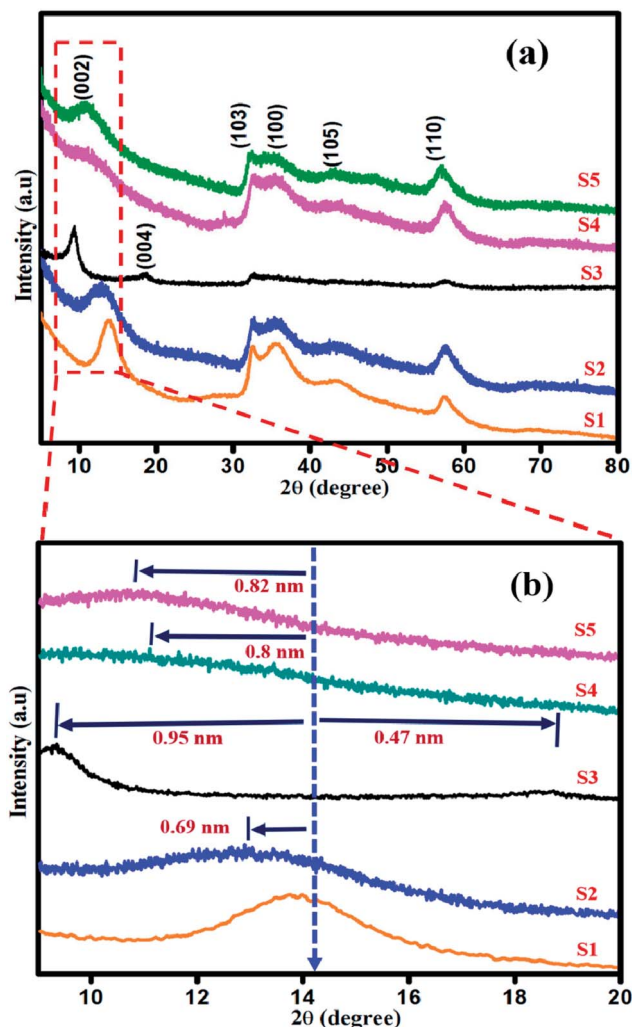 (a)
(002)
(103)
(100)
(105)
(110)
(004)
S5
S4
S3
S2
S1
Intensity (a.u)
10 20 30 40 50 60 70 80
2θ (degree)
(b)
0.82 nm
S5
0.8 nm
S4
0.95 nm
0.47 nm
S3
0.69 nm
S2
S1
Intensity (a.u)
10 12 14 16 18 20
2θ (degree)